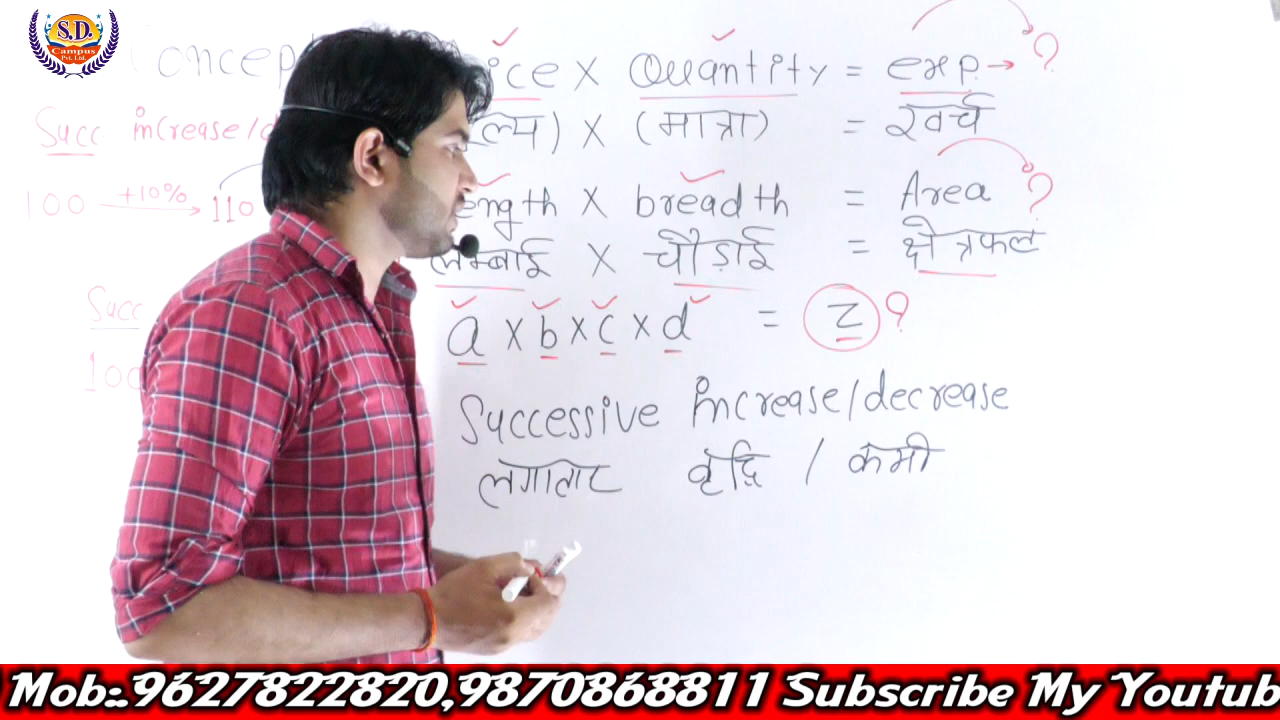 S.D.
Campus
Pvt. Ltd.
Concep
ice X Quantity = exp → ?
ल्य) X (मात्रा) = खर्च
Succ increase/d
ength X breadth = Area ?
100 +10% → 110
लम्बाई X चौड़ाई = क्षेत्रफल
Succ
a X b X c X d = z ?
100
Successive increase/decrease
लगातार वृद्धि / कमी
Mob:.9627822820,9870868811 Subscribe My Youtub